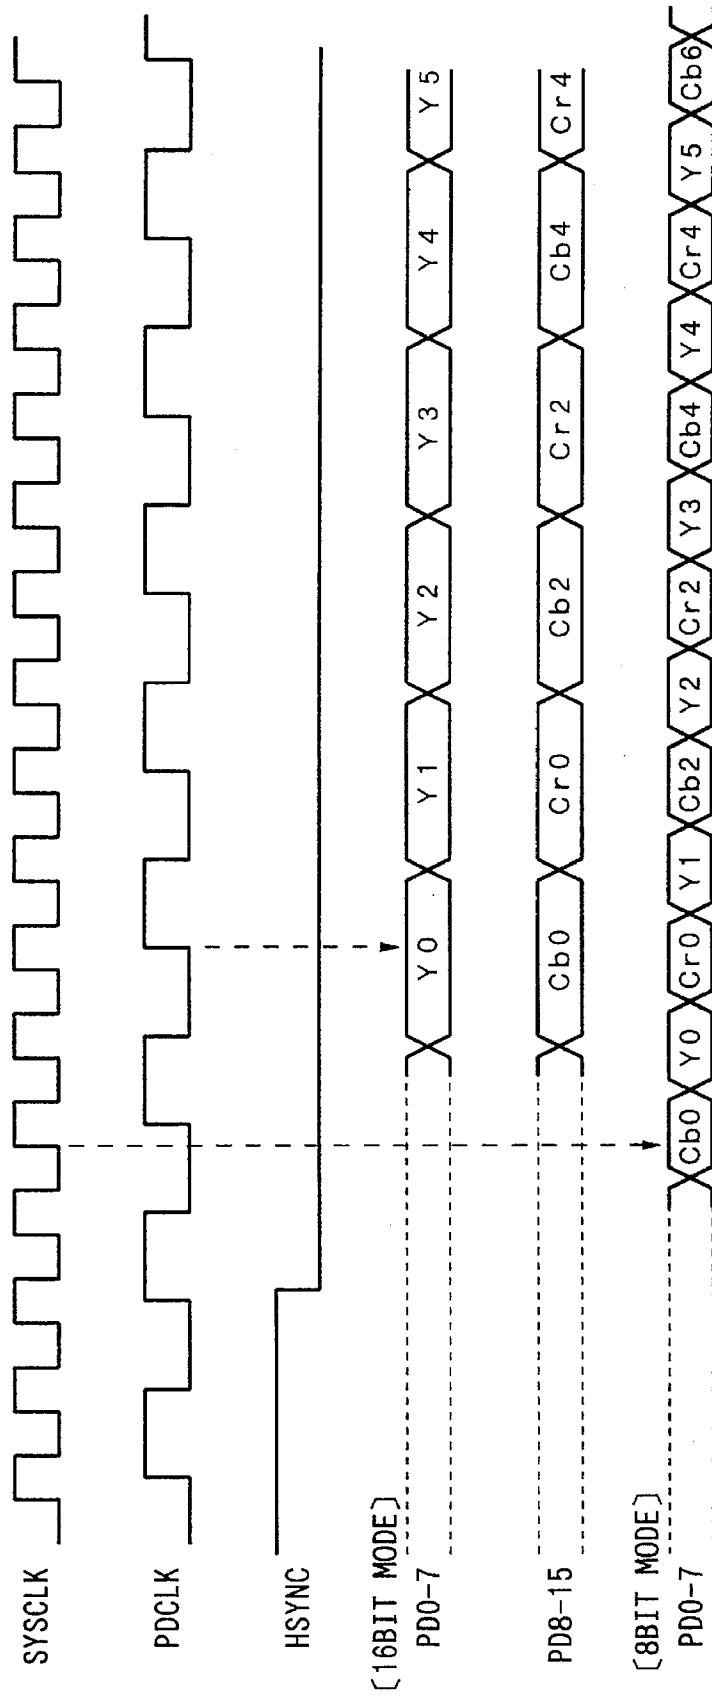 SYSCLK
PDCLK
HSYNC
(16BIT MODE)
PD0-7 Y0 Y1 Y2 Y3 Y4 Y5
PD8-15 Cb0 Cr0 Cb2 Cr2 Cb4 Cr4
(8BIT MODE)
PD0-7 Cb0 Y0 Cr0 Y1 Cb2 Y2 Cr2 Y3 Cb4 Y4 Cr4 Y5 Cb6